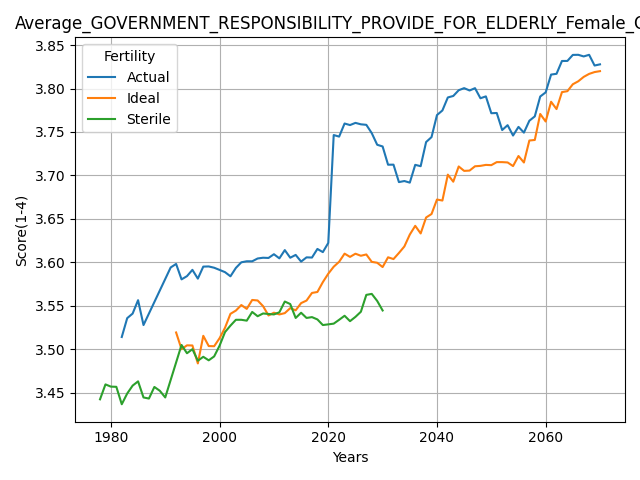 Average_GOVERNMENT_RESPONSIBILITY_PROVIDE_FOR_ELDERLY_Female_
Fertility
Actual
Ideal
Sterile
Score(1-4)
3.85
3.80
3.75
3.70
3.65
3.60
3.55
3.50
3.45
1980
2000
2020
2040
2060
Years